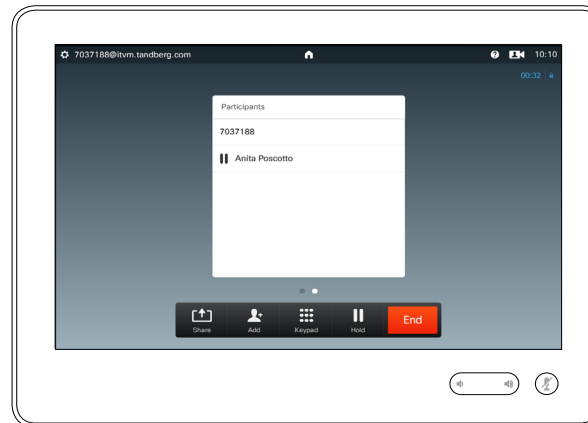 7037188@itvm.tandberg.com
10:10
00:32
Participants
7037188
Anita Poscotto
Share
Add
Keypad
Hold
End